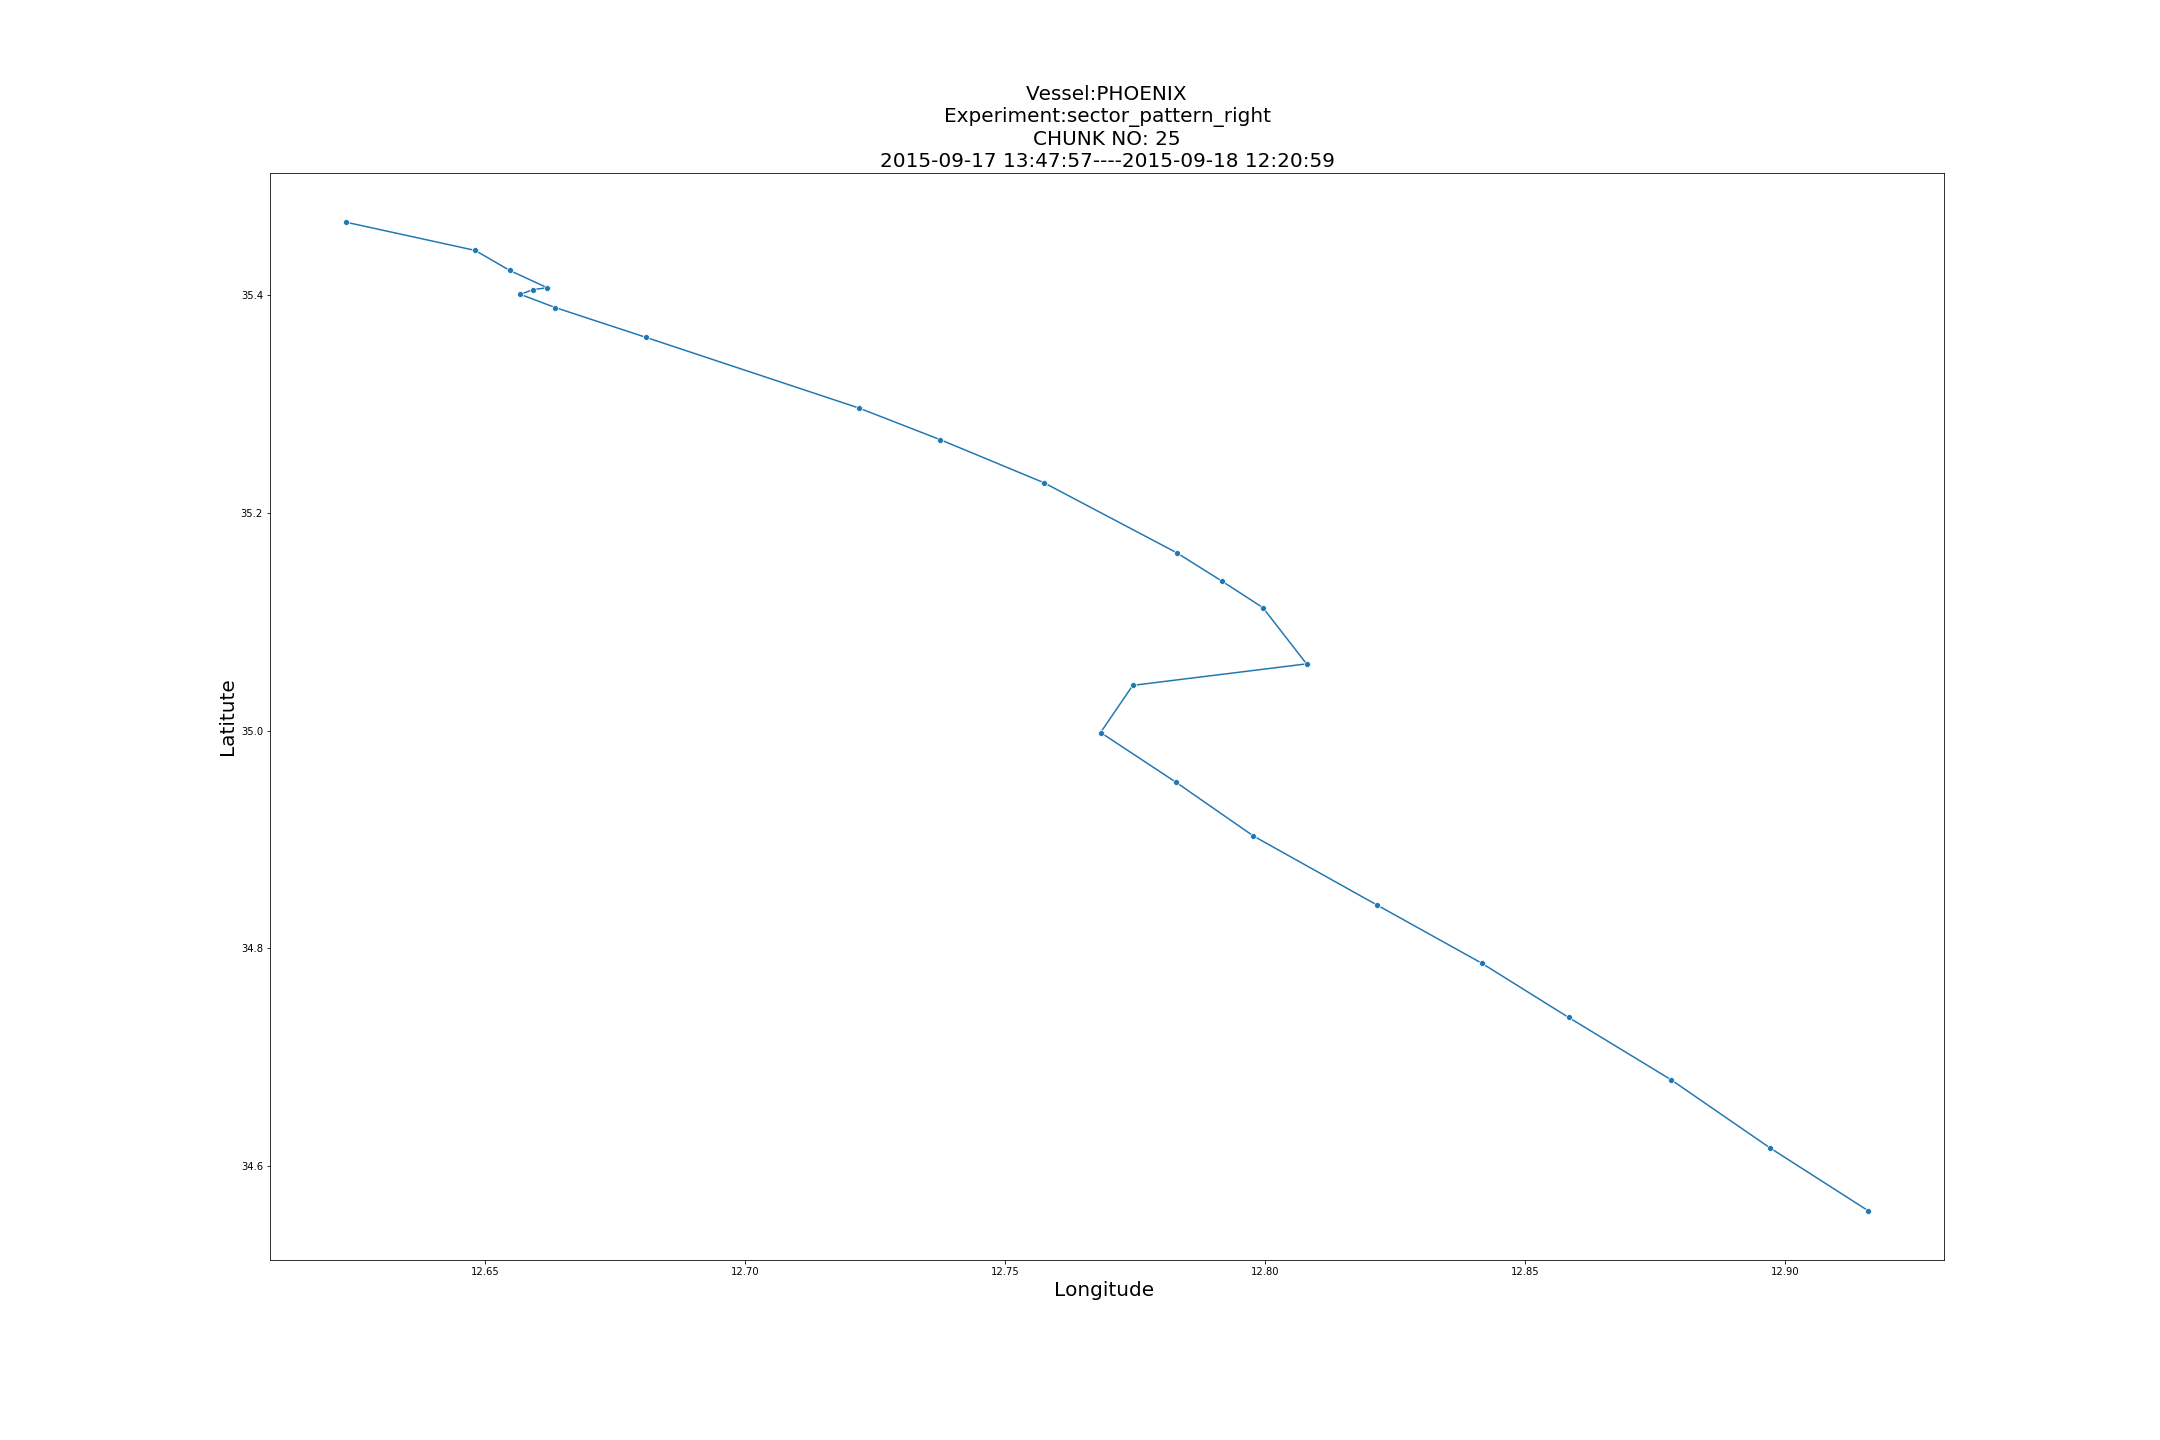 Vessel:PHOENIX
Experiment:sector_pattern_right
CHUNK NO: 25
2015-09-17 13:47:57----2015-09-18 12:20:59
35.4
35.2
35.0
34.8
34.6
Latitute
12.65 12.70 12.75 12.80 12.85 12.90
Longitude